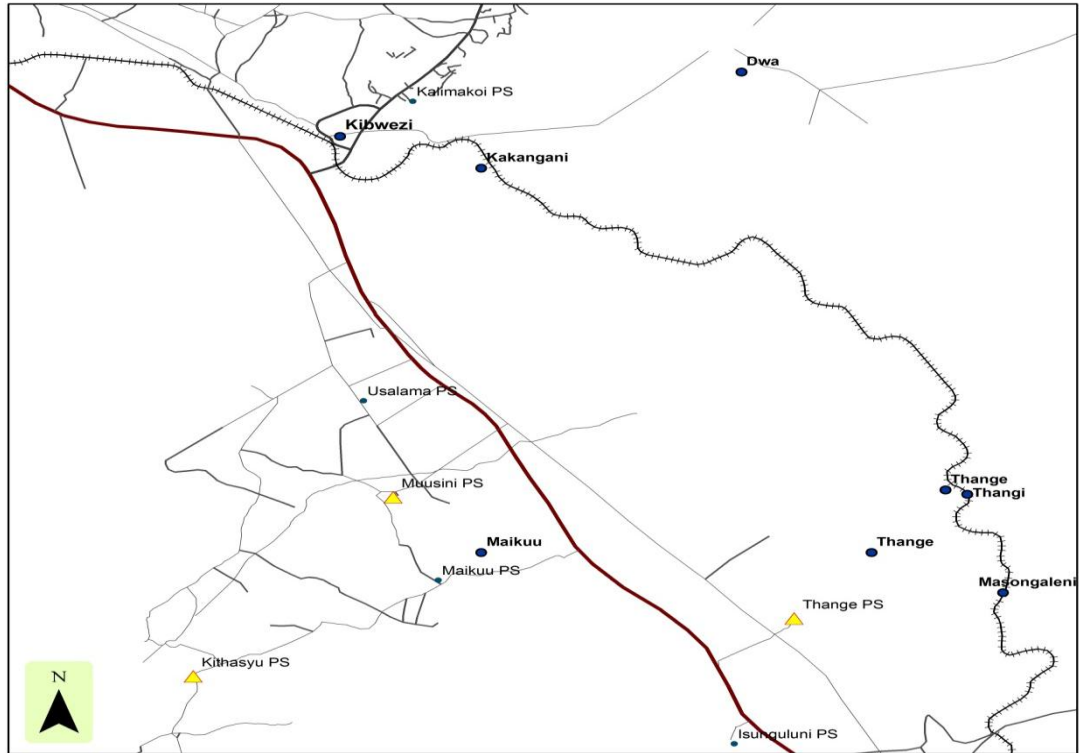 Dwa
Kalimakoi PS
Kibwezi
Kakangani
Usalama PS
Muusini PS
Thange
Thangi
Maikuu
Thange
Maikuu PS
Masongaleni
Thange PS
Kithasyu PS
N
Isunguluni PS